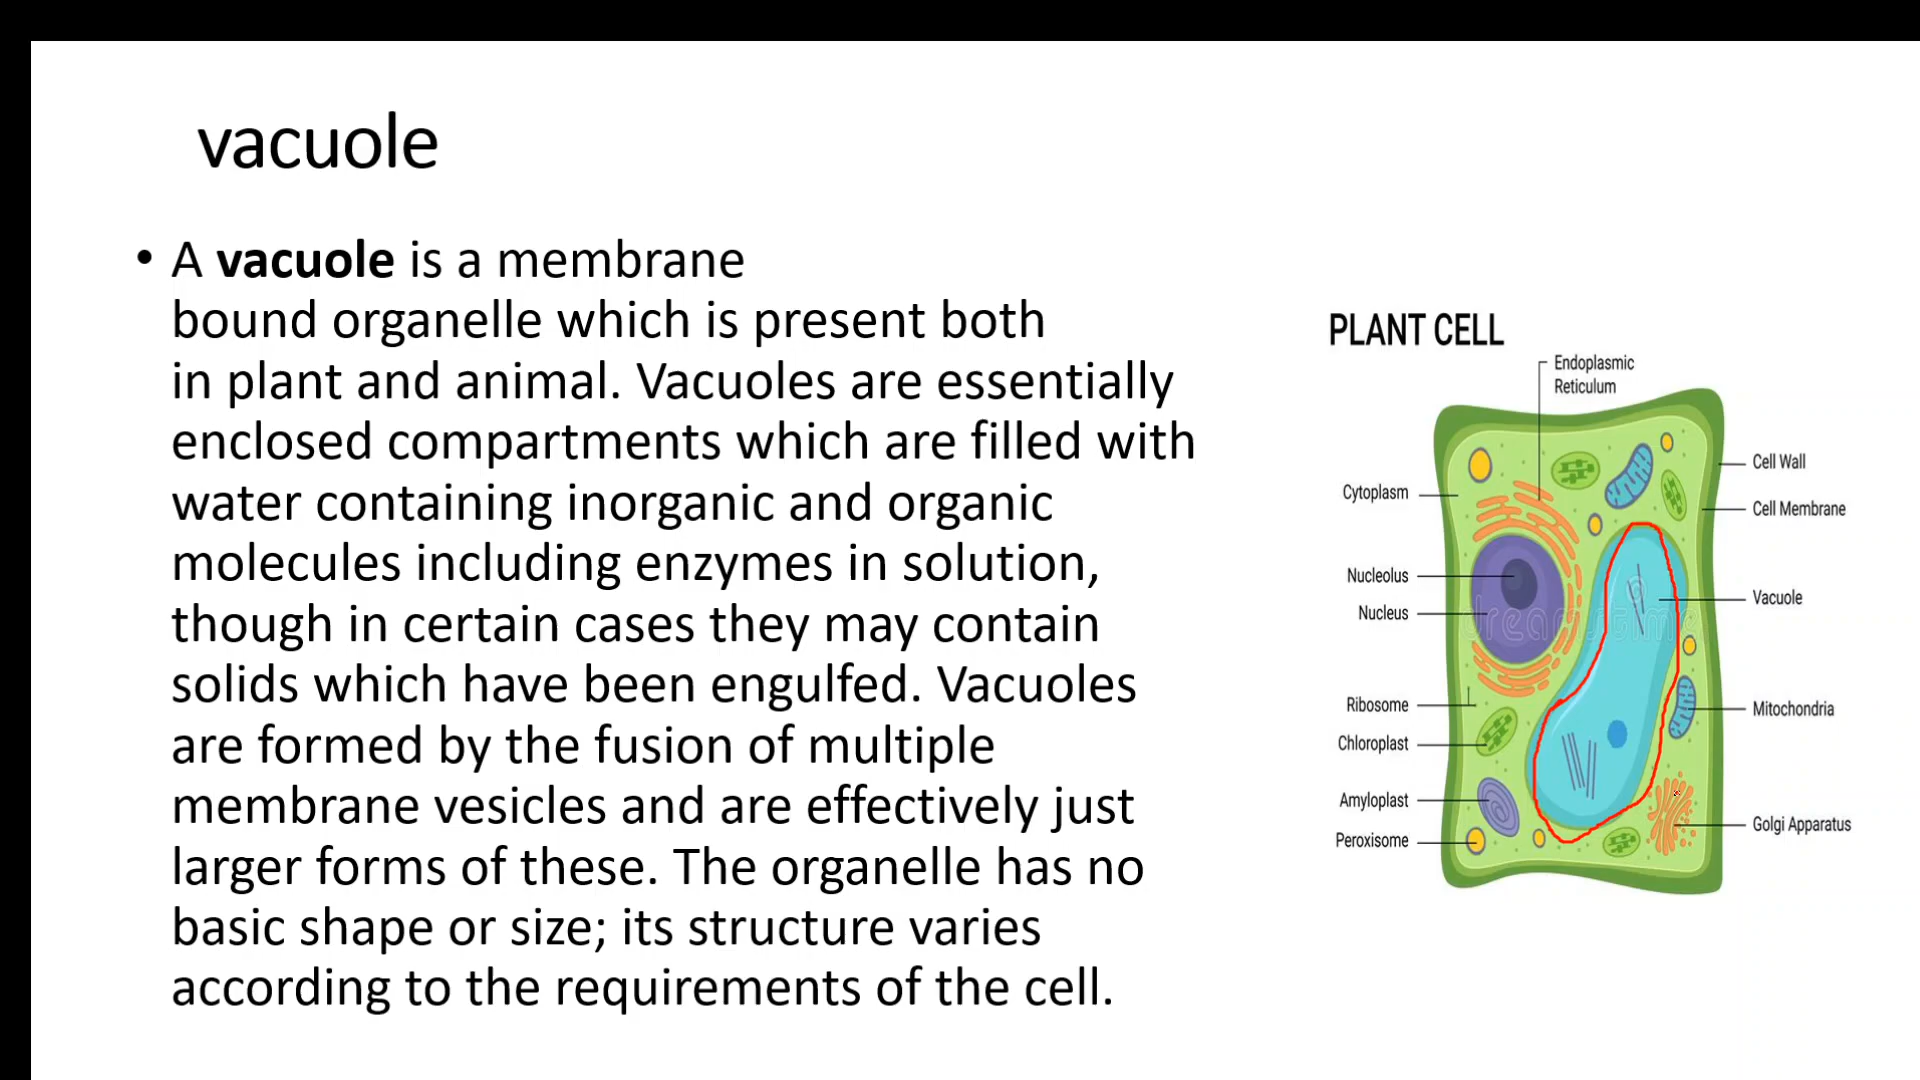 vacuole
• A vacuole is a membrane
bound organelle which is present both
in plant and animal. Vacuoles are essentially
enclosed compartments which are filled with
water containing inorganic and organic
molecules including enzymes in solution,
though in certain cases they may contain
solids which have been engulfed. Vacuoles
are formed by the fusion of multiple
membrane vesicles and are effectively just
larger forms of these. The organelle has no
basic shape or size; its structure varies
according to the requirements of the cell.
PLANT CELL
Endoplasmic
Reticulum
Cytoplasm
Nucleolus
Nucleus
Ribosome
Chloroplast
Amyloplast
Peroxisome
Cell Wall
Cell Membrane
Vacuole
Mitochondria
Golgi Apparatus
dreamstime